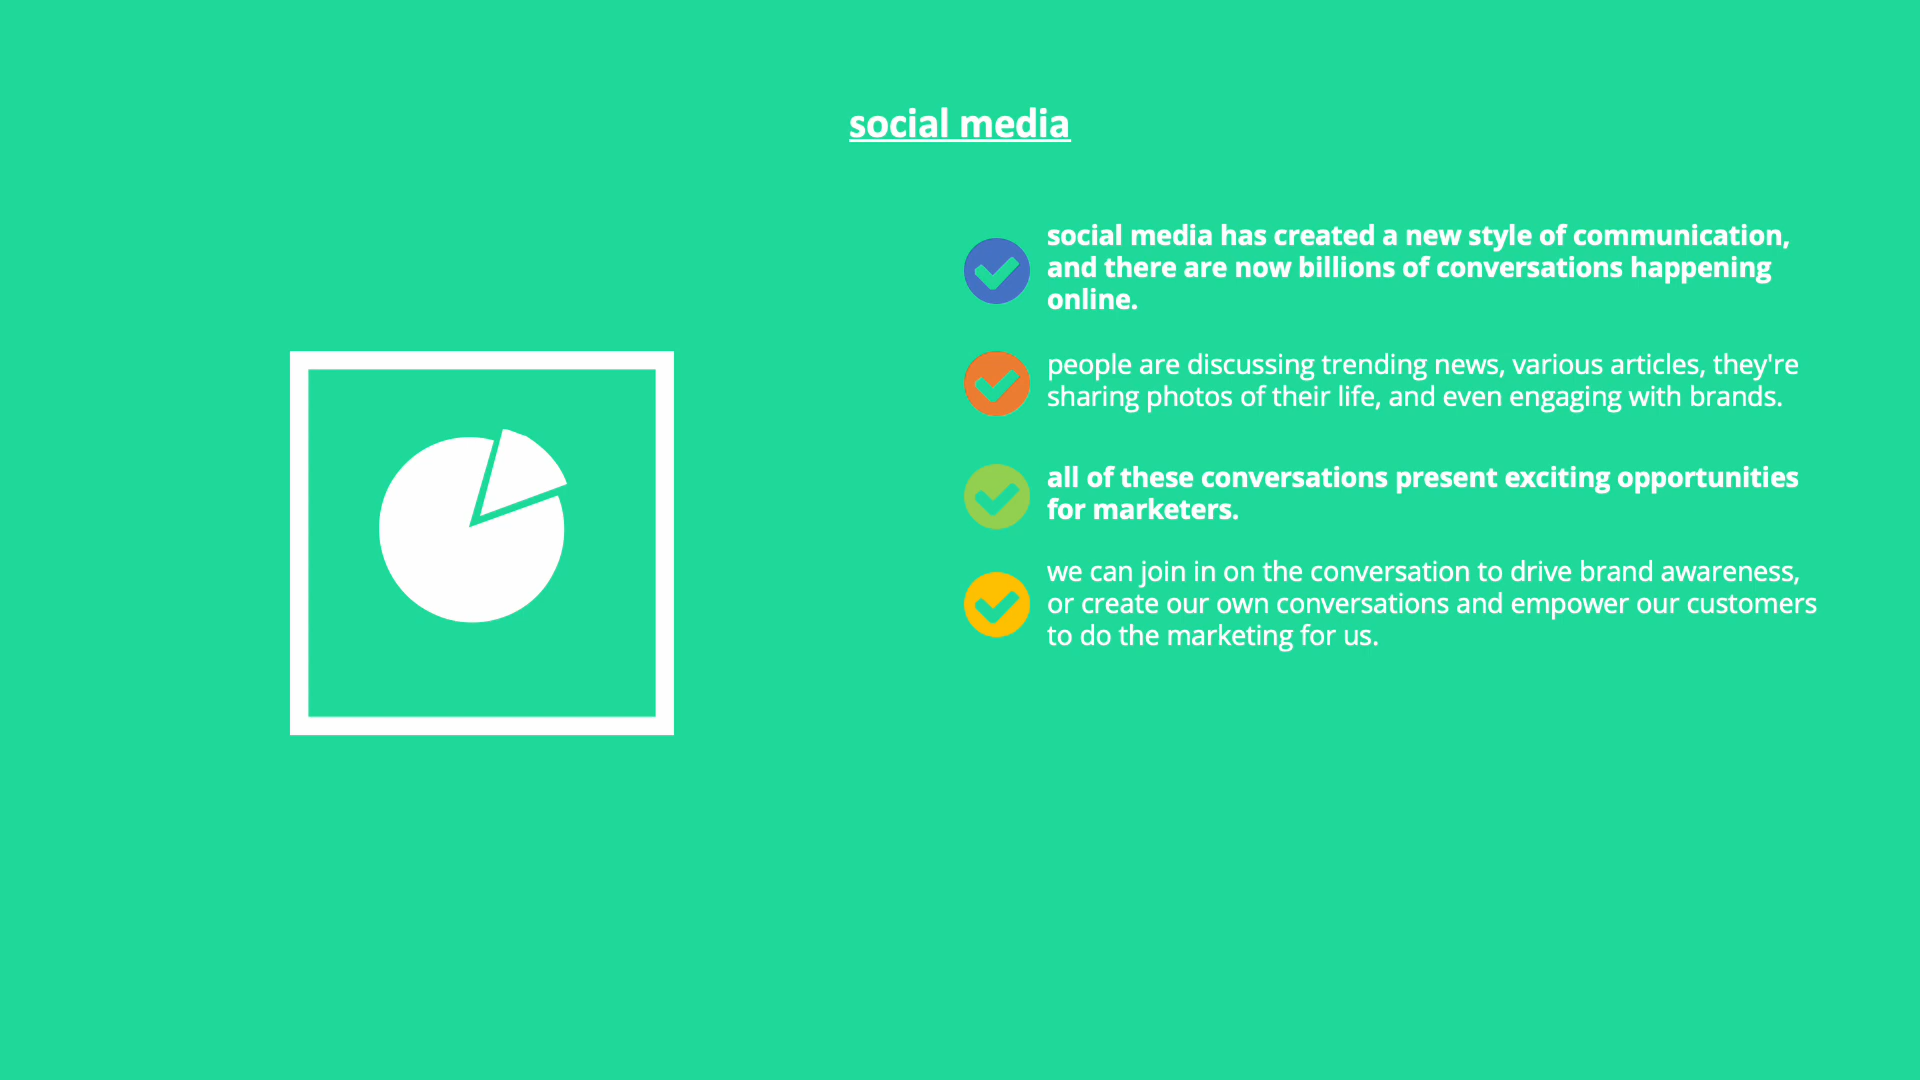 social media
social media has created a new style of communication,
and there are now billions of conversations happening
online.
people are discussing trending news, various articles, they're
sharing photos of their life, and even engaging with brands.
all of these conversations present exciting opportunities
for marketers.
we can join in on the conversation to drive brand awareness,
or create our own conversations and empower our customers
to do the marketing for us.